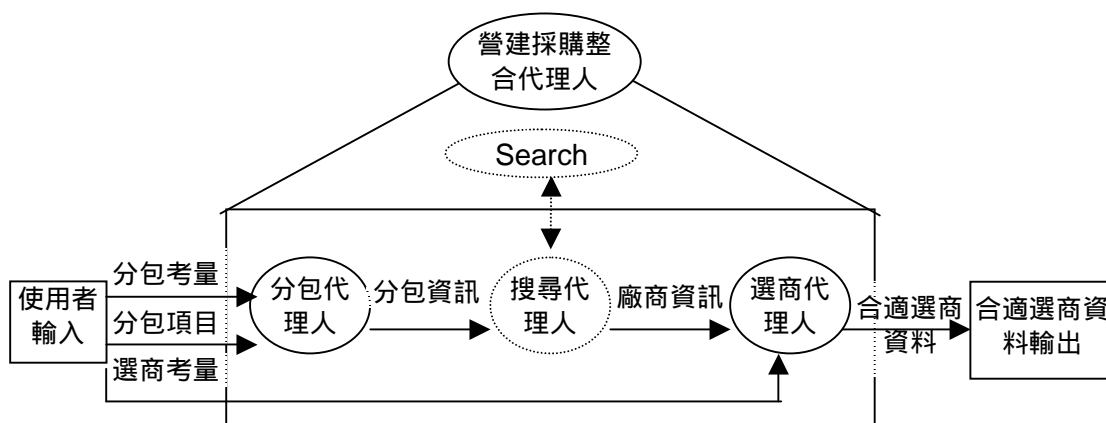 營建採購整
合代理人
Search
分包考量
使用者
輸入
分包項目
選商考量
分包代
理人
分包資訊
搜尋代
理人
廠商資訊
選商代
理人
合適選商
資料
合適選商資
料輸出